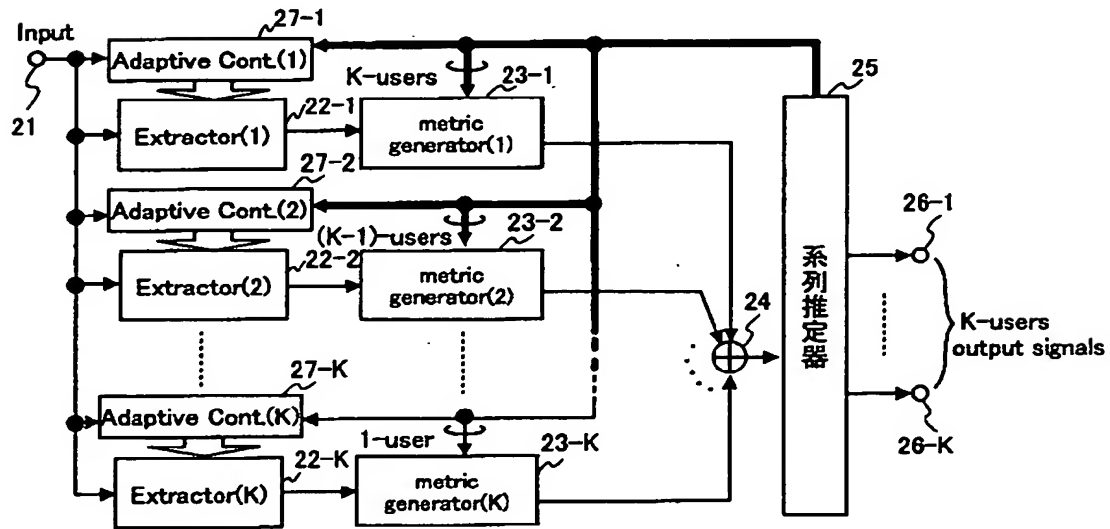 Input
21
27-1
Adaptive Cont.(1)
22-1
Extractor(1)
K-users
23-1
metric
generator(1)
25
27-2
Adaptive Cont.(2)
22-2
Extractor(2)
(K-1)-users
23-2
metric
generator(2)
24
系列推定器
26-1
K-users
output signals
26-K
27-K
Adaptive Cont.(K)
22-K
Extractor(K)
1-user
23-K
metric
generator(K)